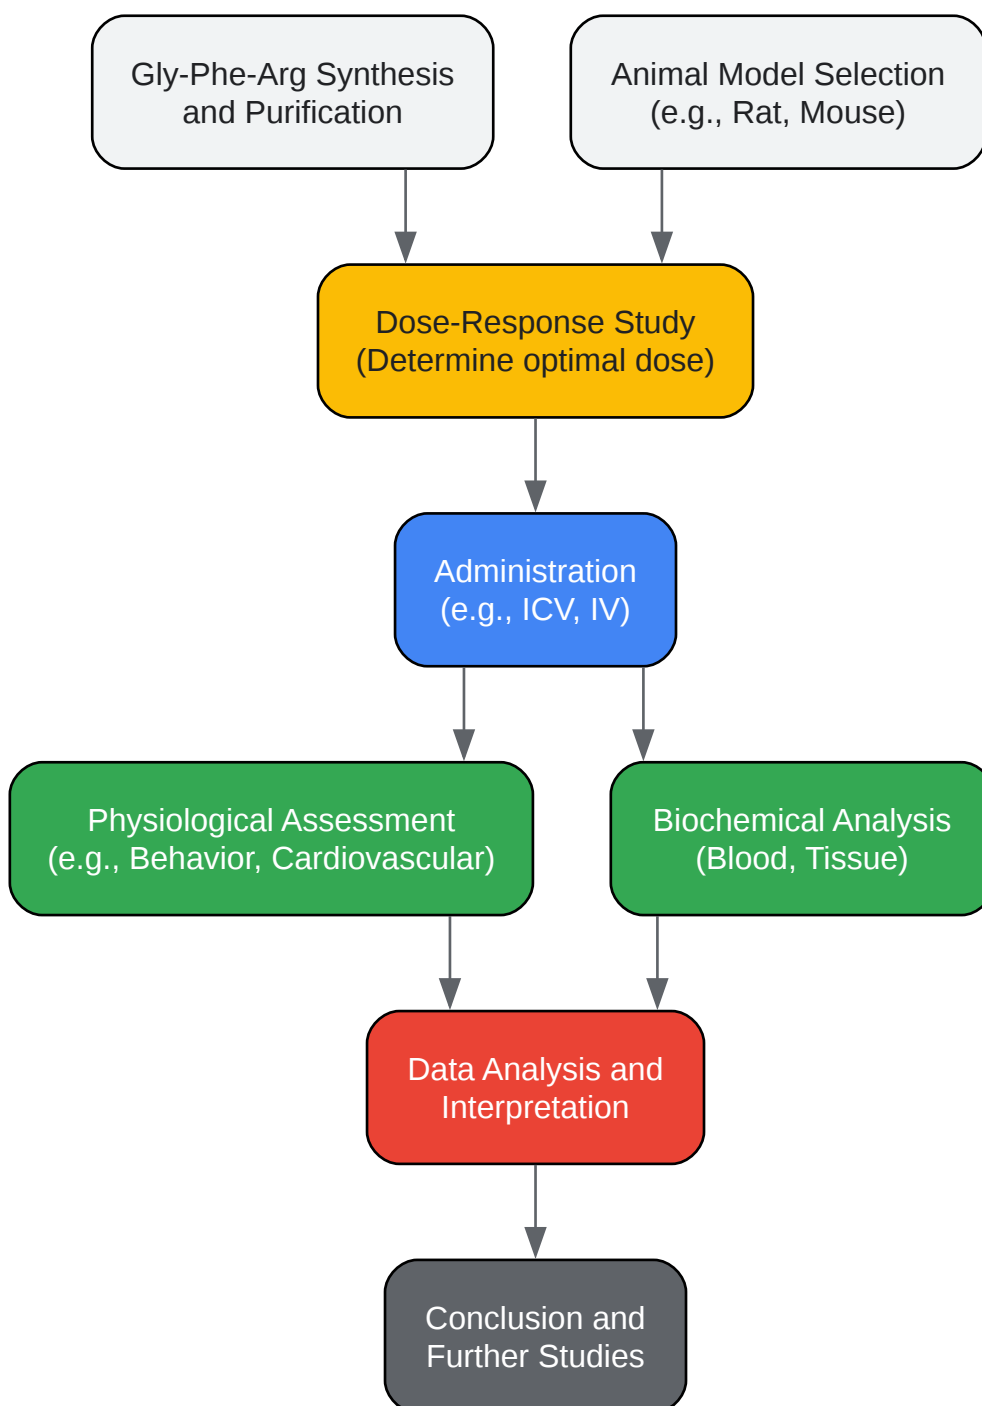 Gly-Phe-Arg Synthesis
and Purification
Animal Model Selection
(e.g., Rat, Mouse)
Dose-Response Study
(Determine optimal dose)
Administration
(e.g., ICV, IV)
Physiological Assessment
(e.g., Behavior, Cardiovascular)
Biochemical Analysis
(Blood, Tissue)
Data Analysis and
Interpretation
Conclusion and
Further Studies